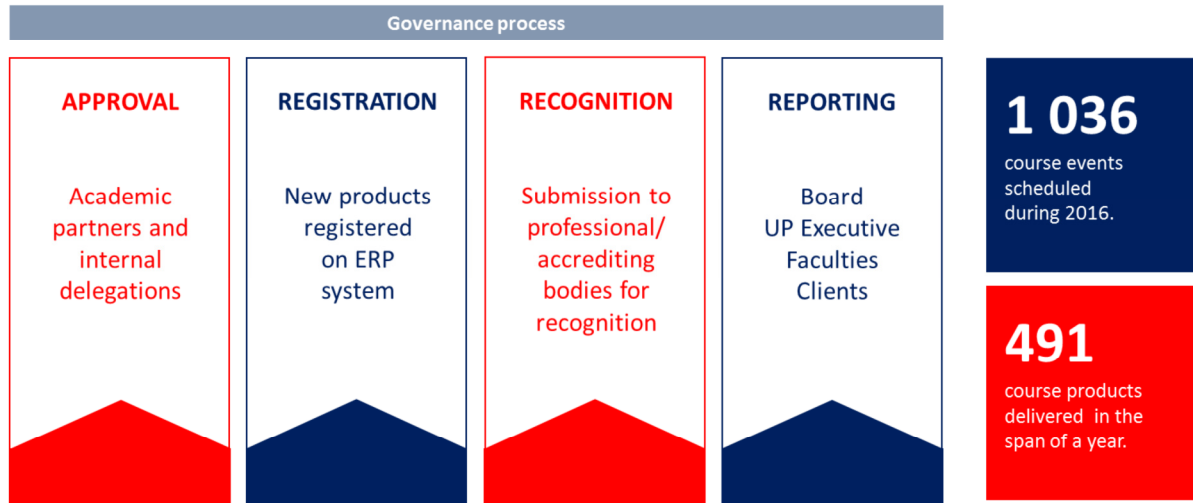 Governance process
APPROVAL
Academic
partners and
internal
delegations
REGISTRATION
New products
registered
on ERP
system
RECOGNITION
Submission to
professional/
accrediting
bodies for
recognition
REPORTING
Board
UP Executive
Faculties
Clients
1 036
course events
scheduled
during 2016.
491
course products
delivered in the
span of a year.